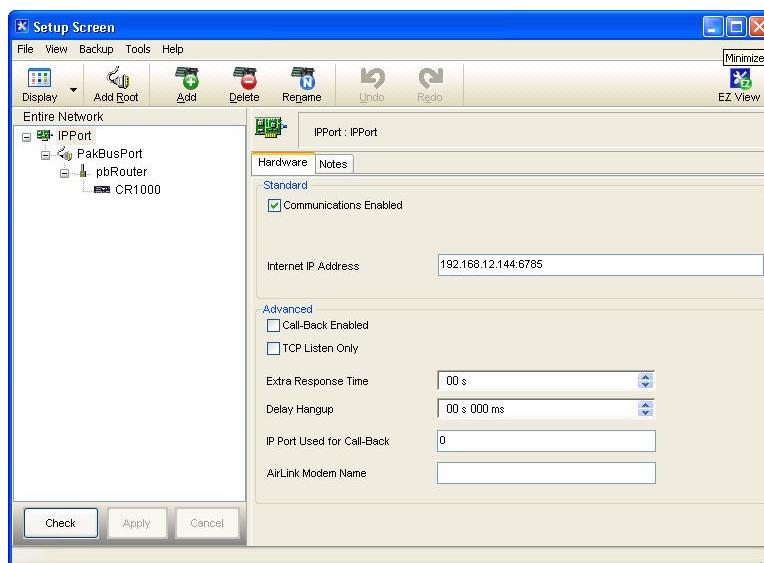 Setup Screen
File View Backup Tools Help
Minimize
Display Add Root Add Delete Rename Undo Redo EZ View
Entire Network
IPPort
PakBusPort
pbRouter
CR1000
IPPort : IPPort
Hardware Notes
Standard
Communications Enabled
Internet IP Address 192.168.12.144:6785
Advanced
Call-Back Enabled
TCP Listen Only
Extra Response Time 00 s
Delay Hangup 00 s 000 ms
IP Port Used for Call-Back 0
AirLink Modem Name
Check Apply Cancel